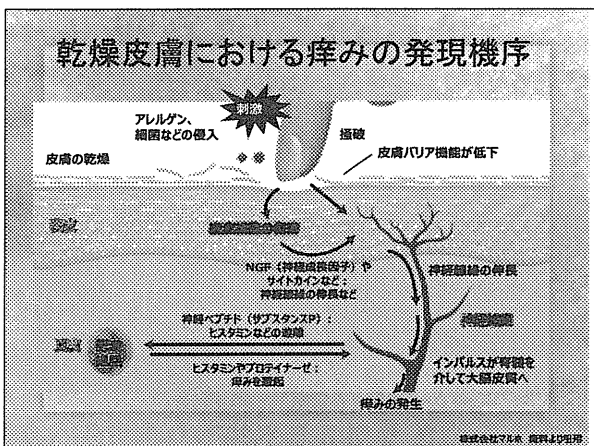 乾燥皮膚における痒みの発現機序
刺激
アレルゲン、
細菌などの侵入
掻破
皮膚の乾燥
皮膚バリア機能が低下
NGF（神経成長因子）や
サイトカインなど：
神経線維の伸長など
神経線維の伸長
神経ペプチド（サブスタンスP）：
ヒスタミンなどの遊離
ヒスタミンやプロテイナーゼ：
痒みを惹起
インパルスが脊髄を
介して大脳皮質へ
痒みの発生
株式会社マルホ 資料より引用